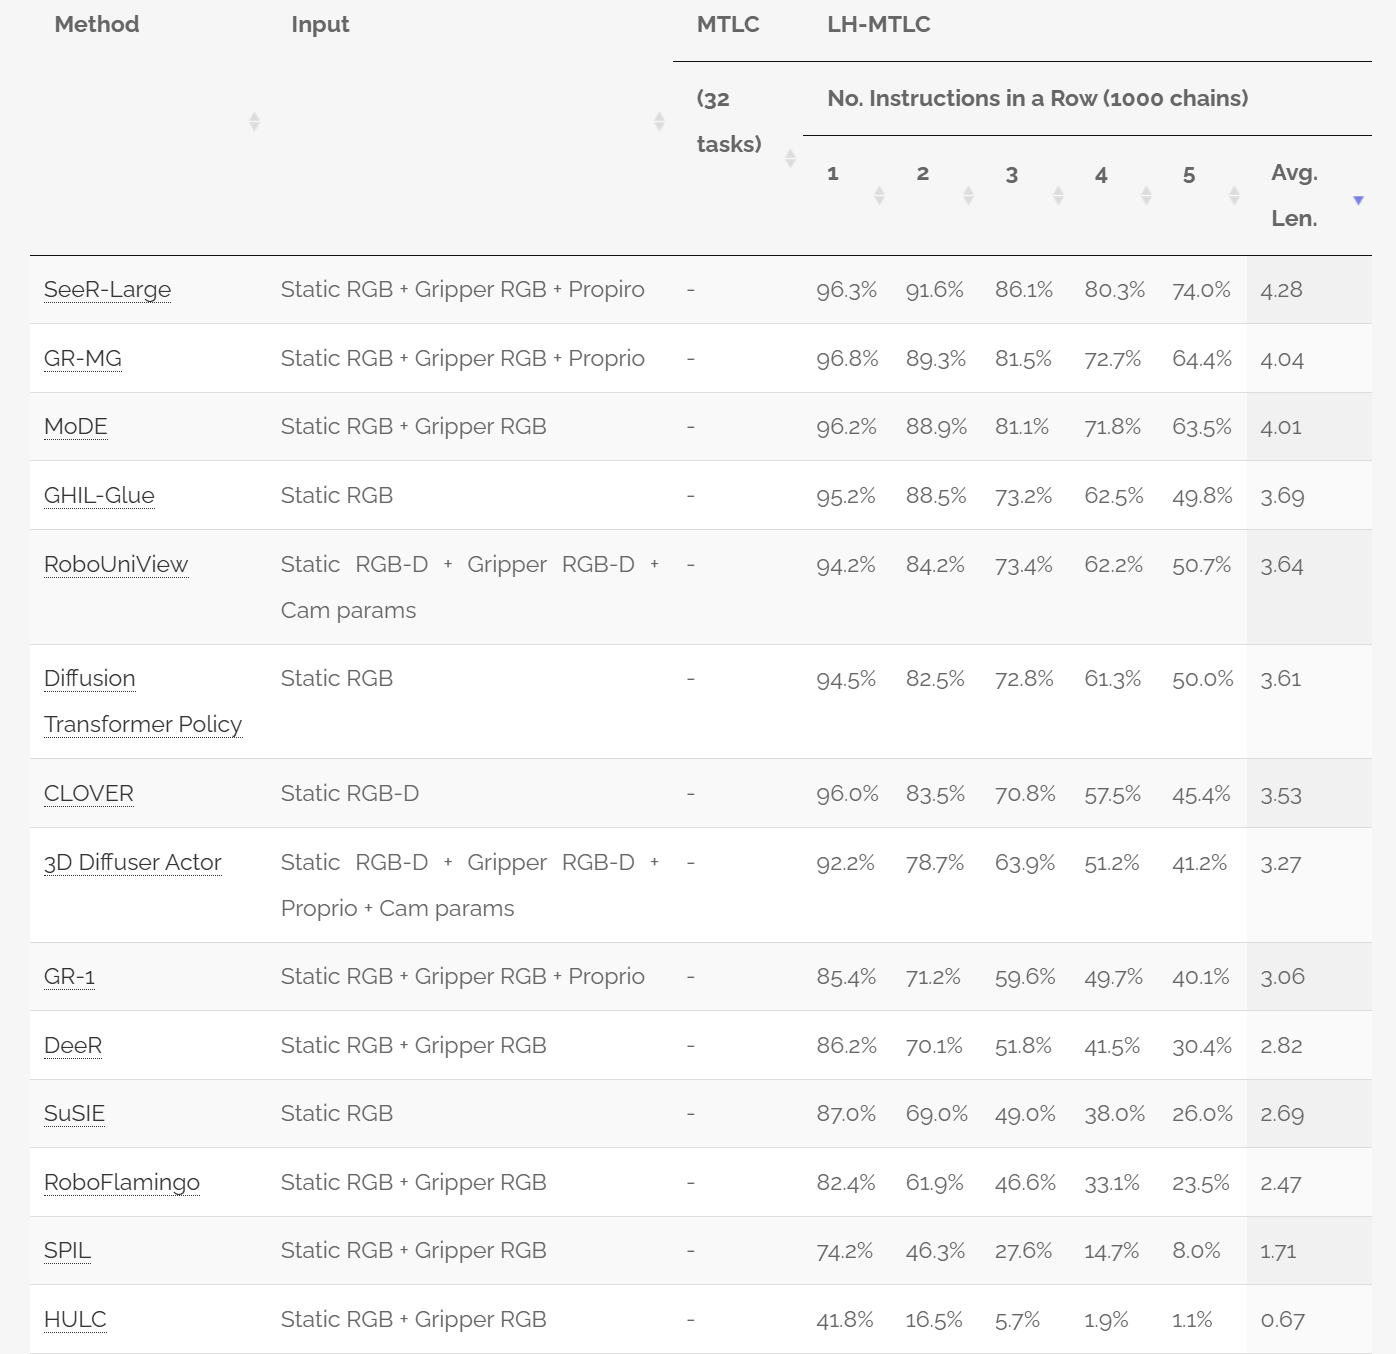 Method Input MTLC LH-MTLC
(32 No. Instructions in a Row (1000 chains)
tasks)
1 2 3 4 5 Avg.
Len.
SeeR-Large Static RGB + Gripper RGB + Propiro - 96.3% 91.6% 86.1% 80.3% 74.0% 4.28
GR-MG Static RGB + Gripper RGB + Proprio - 96.8% 89.3% 81.5% 72.7% 64.4% 4.04
MoDE Static RGB + Gripper RGB - 96.2% 88.9% 81.1% 71.8% 63.5% 4.01
GHIL-Glue Static RGB - 95.2% 88.5% 73.2% 62.5% 49.8% 3.69
RoboUniView Static RGB-D + Gripper RGB-D + - 94.2% 84.2% 73.4% 62.2% 50.7% 3.64
Cam params
Diffusion Static RGB - 94.5% 82.5% 72.8% 61.3% 50.0% 3.61
Transformer Policy
CLOVER Static RGB-D - 96.0% 83.5% 70.8% 57.5% 45.4% 3.53
3D Diffuser Actor Static RGB-D + Gripper RGB-D + - 92.2% 78.7% 63.9% 51.2% 41.2% 3.27
Proprio + Cam params
GR-1 Static RGB + Gripper RGB + Proprio - 85.4% 71.2% 59.6% 49.7% 40.1% 3.06
DeeR Static RGB + Gripper RGB - 86.2% 70.1% 51.8% 41.5% 30.4% 2.82
SuSIE Static RGB - 87.0% 69.0% 49.0% 38.0% 26.0% 2.69
RoboFlamingo Static RGB + Gripper RGB - 82.4% 61.9% 46.6% 33.1% 23.5% 2.47
SPIL Static RGB + Gripper RGB - 74.2% 46.3% 27.6% 14.7% 8.0% 1.71
HULC Static RGB + Gripper RGB - 41.8% 16.5% 5.7% 1.9% 1.1% 0.67